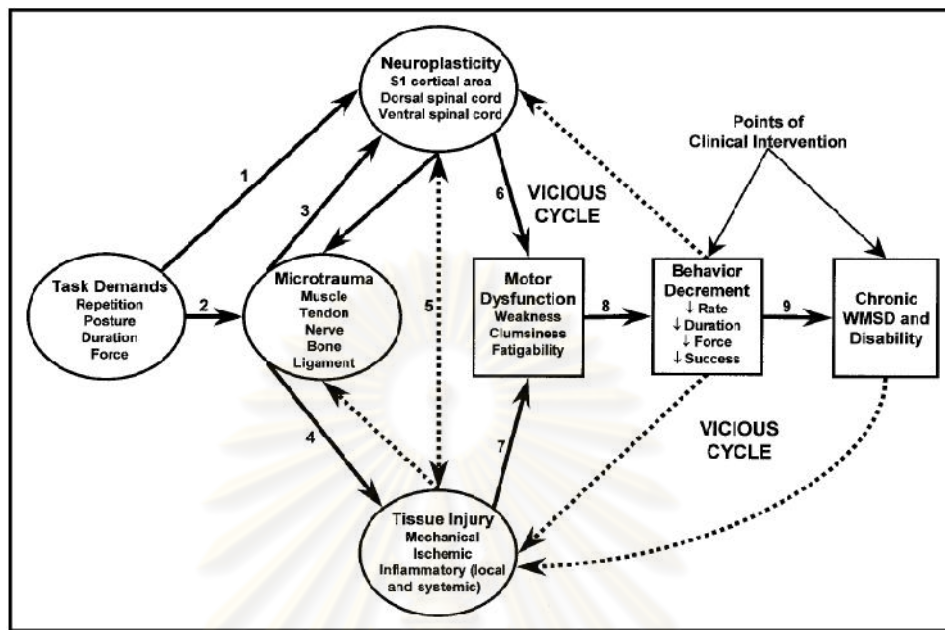 Neuroplasticity
S1 cortical area
Dorsal spinal cord
Ventral spinal cord
Points of
Clinical Intervention
1
3
6
VICIOUS
CYCLE
Task Demands
Repetition
Posture
Duration
Force
2
Microtrauma
Muscle
Tendon
Nerve
Bone
Ligament
5
Motor
Dysfunction
Weakness
Clumsiness
Fatigability
8
Behavior
Decrement
↓ Rate
↓ Duration
↓ Force
↓ Success
9
Chronic
WMSD and
Disability
4
7
VICIOUS
CYCLE
Tissue Injury
Mechanical
Ischemic
Inflammatory (local
and systemic)